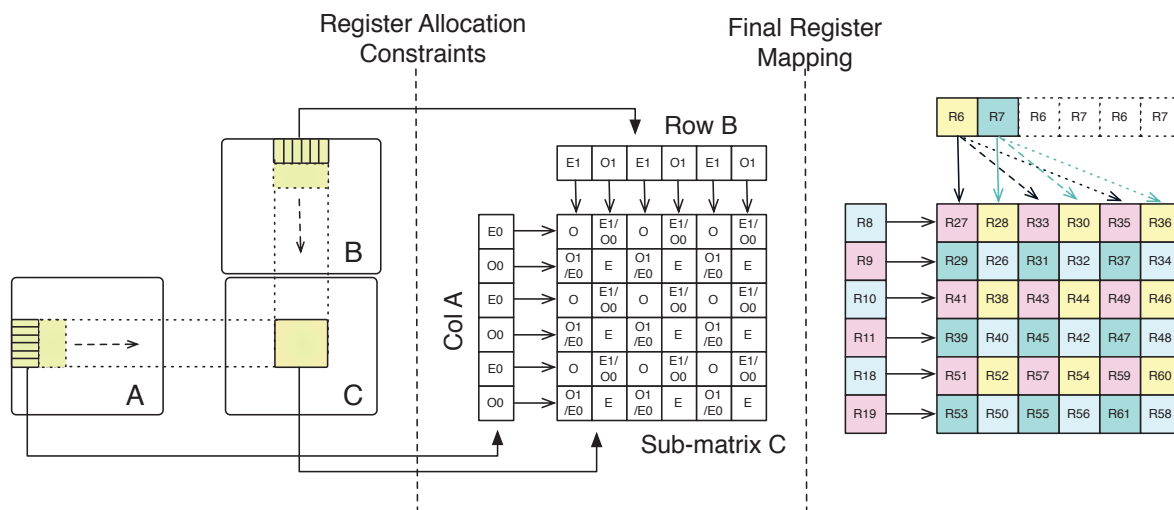 Register Allocation
Constraints
Final Register
Mapping
B
A
C
Row B
E1 O1 E1 O1 E1 O1
Col A
E0 O E1/O0 O E1/O0 O E1/O0
O0 O1/E0 E O1/E0 E O1/E0 E
E0 O E1/O0 O E1/O0 O E1/O0
O0 O1/E0 E O1/E0 E O1/E0 E
E0 O E1/O0 O E1/O0 O E1/O0
O0 O1/E0 E O1/E0 E O1/E0 E
Sub-matrix C
R6 R7 R6 R7 R6 R7
R8 R27 R28 R33 R30 R35 R36
R9 R29 R26 R31 R32 R37 R34
R10 R41 R38 R43 R44 R49 R46
R11 R39 R40 R45 R42 R47 R48
R18 R51 R52 R57 R54 R59 R60
R19 R53 R50 R55 R56 R61 R58